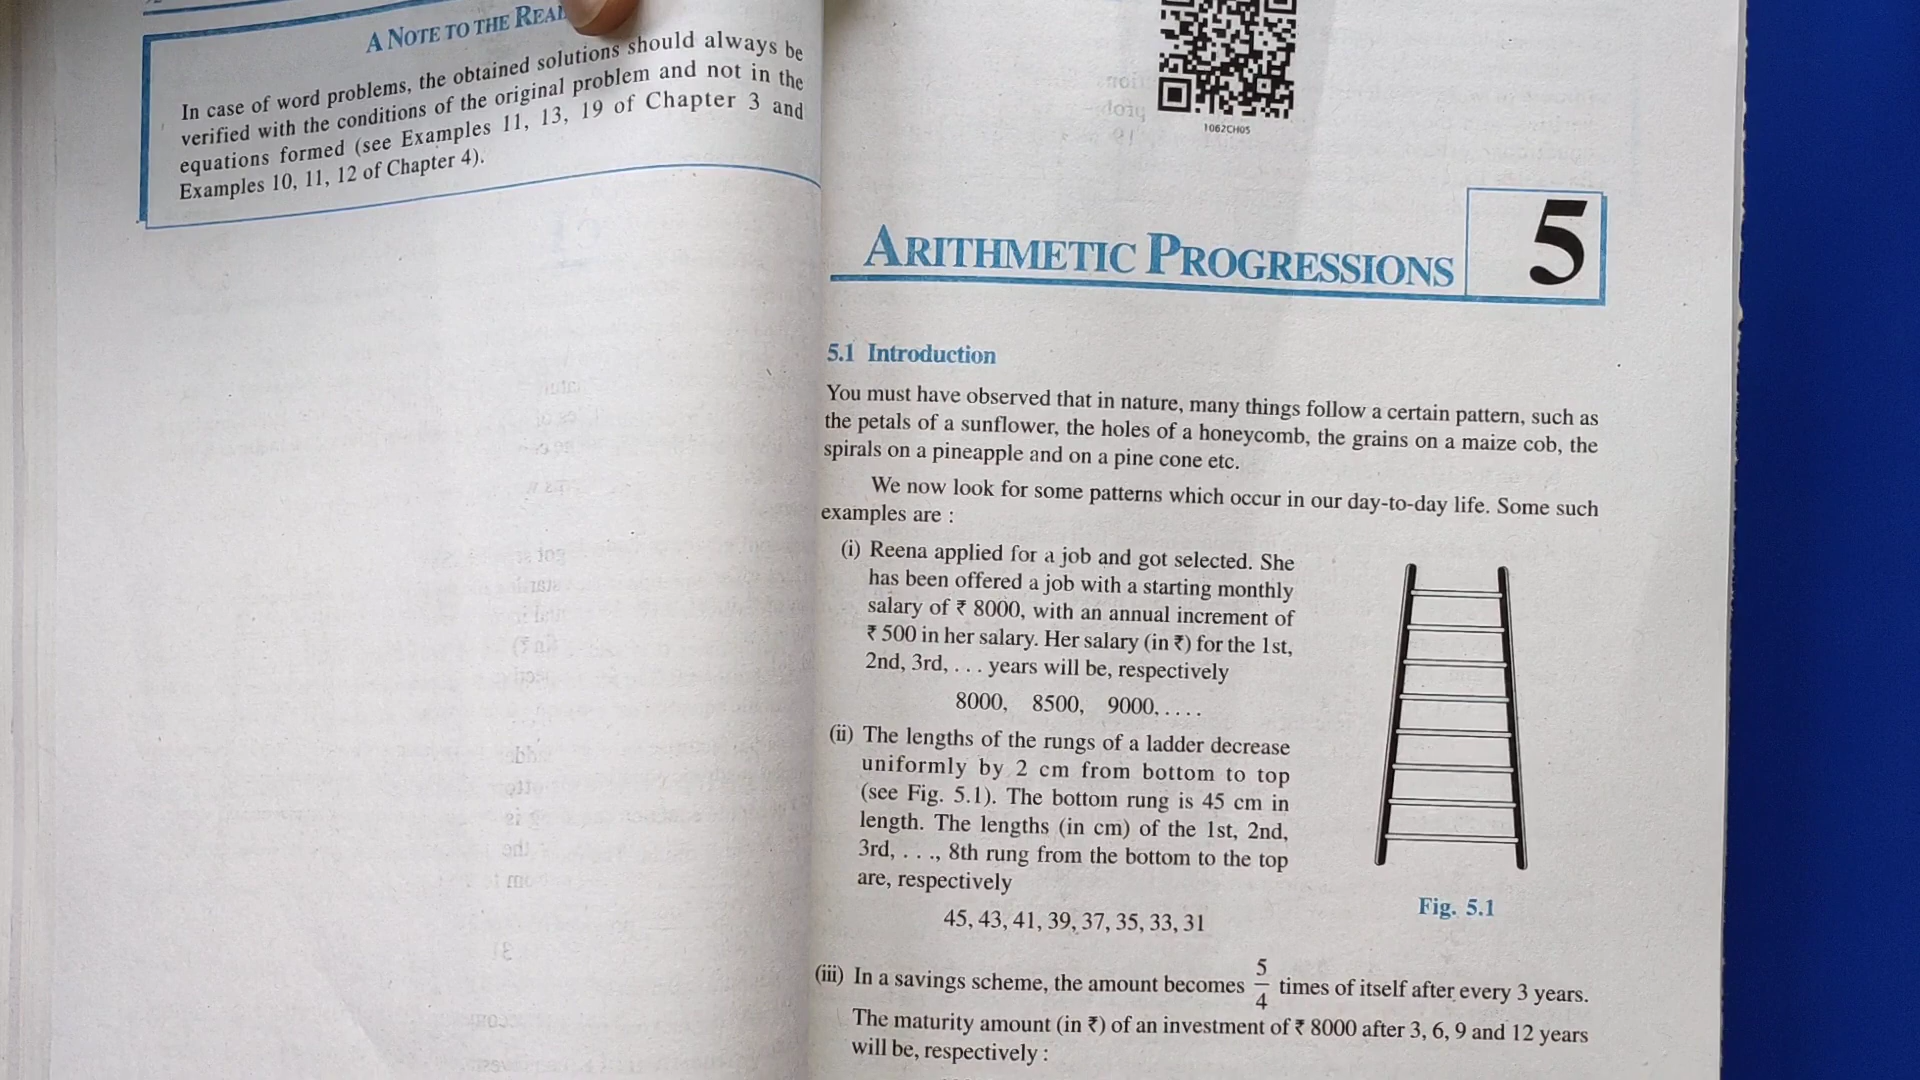 A NOTE TO THE
In case of word problems, the obtained solutions should always be
verified with the conditions of the original problem and not in the
equations formed (see Examples 11, 13, 19 of Chapter 3 and
Examples 10, 11, 12 of Chapter 4).
1062CH05
ARITHMETIC PROGRESSIONS
5
5.1 Introduction
You must have observed that in nature, many things follow a certain pattern, such as
the petals of a sunflower, the holes of a honeycomb, the grains on a maize cob, the
spirals on a pineapple and on a pine cone etc.
We now look for some patterns which occur in our day-to-day life. Some such
examples are :
(i) Reena applied for a job and got selected. She
has been offered a job with a starting monthly
salary of ₹ 8000, with an annual increment of
₹ 500 in her salary. Her salary (in ₹) for the 1st,
2nd, 3rd, . . . years will be, respectively
8000, 8500, 9000, . . . .
(ii) The lengths of the rungs of a ladder decrease
uniformly by 2 cm from bottom to top
(see Fig. 5.1). The bottom rung is 45 cm in
length. The lengths (in cm) of the 1st, 2nd,
3rd, . . ., 8th rung from the bottom to the top
are, respectively
45, 43, 41, 39, 37, 35, 33, 31
Fig. 5.1
(iii) In a savings scheme, the amount becomes 5/4 times of itself after every 3 years.
The maturity amount (in ₹) of an investment of ₹ 8000 after 3, 6, 9 and 12 years
will be, respectively :